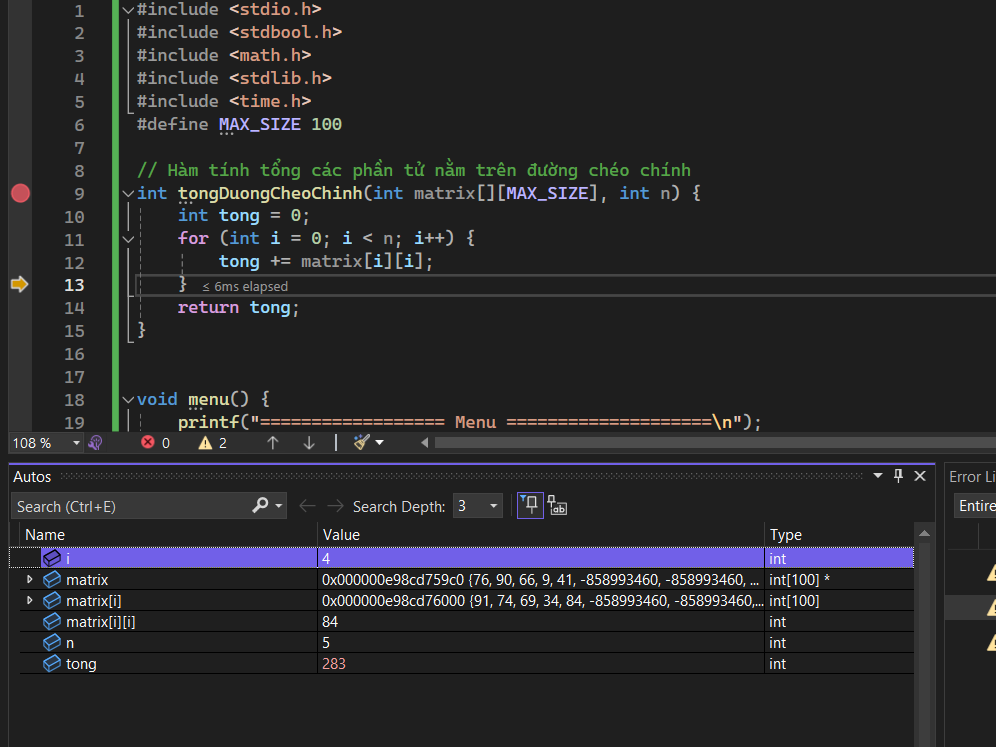 1 #include <stdio.h>
2 #include <stdbool.h>
3 #include <math.h>
4 #include <stdlib.h>
5 #include <time.h>
6 #define MAX_SIZE 100
7
8 // Hàm tính tổng các phần tử nằm trên đường chéo chính
9 int tongDuongCheoChinh(int matrix[][MAX_SIZE], int n) {
10 int tong = 0;
11 for (int i = 0; i < n; i++) {
12 tong += matrix[i][i];
13 } ≤ 6ms elapsed
14 return tong;
15 }
16
17
18 void menu() {
19 printf("================== Menu ====================\n");
108 % 0 2
Autos
Search (Ctrl+E) Search Depth: 3
Name Value Type
i 4 int
matrix 0x000000e98cd759c0 {76, 90, 66, 9, 41, -858993460, -858993460, ... int[100] *
matrix[i] 0x000000e98cd76000 {91, 74, 69, 34, 84, -858993460, -858993460,... int[100]
matrix[i][i] 84 int
n 5 int
tong 283 int
Error Li
Entire